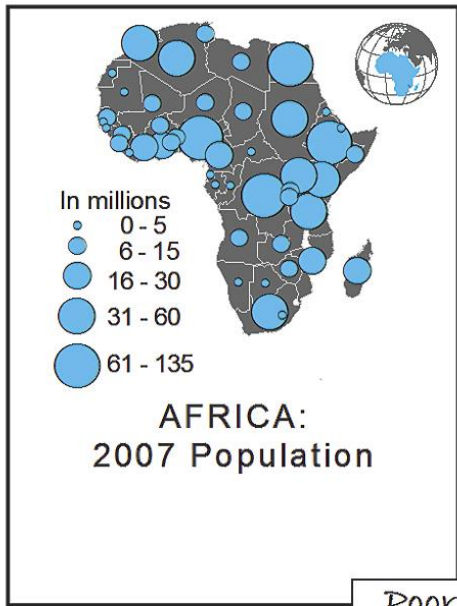 In millions
0 - 5
6 - 15
16 - 30
31 - 60
61 - 135
AFRICA:
2007 Population